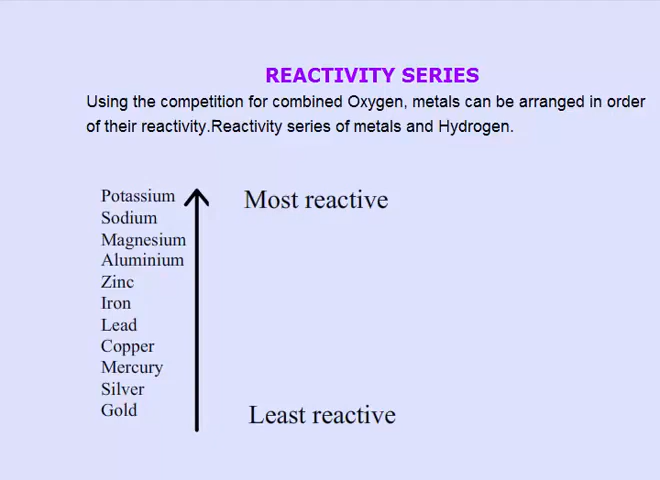 REACTIVITY SERIES
Using the competition for combined Oxygen, metals can be arranged in order
of their reactivity.Reactivity series of metals and Hydrogen.
Potassium
Most reactive
Sodium
Magnesium
Aluminium
Zinc
Iron
Lead
Copper
Mercury
Silver
Gold
Least reactive